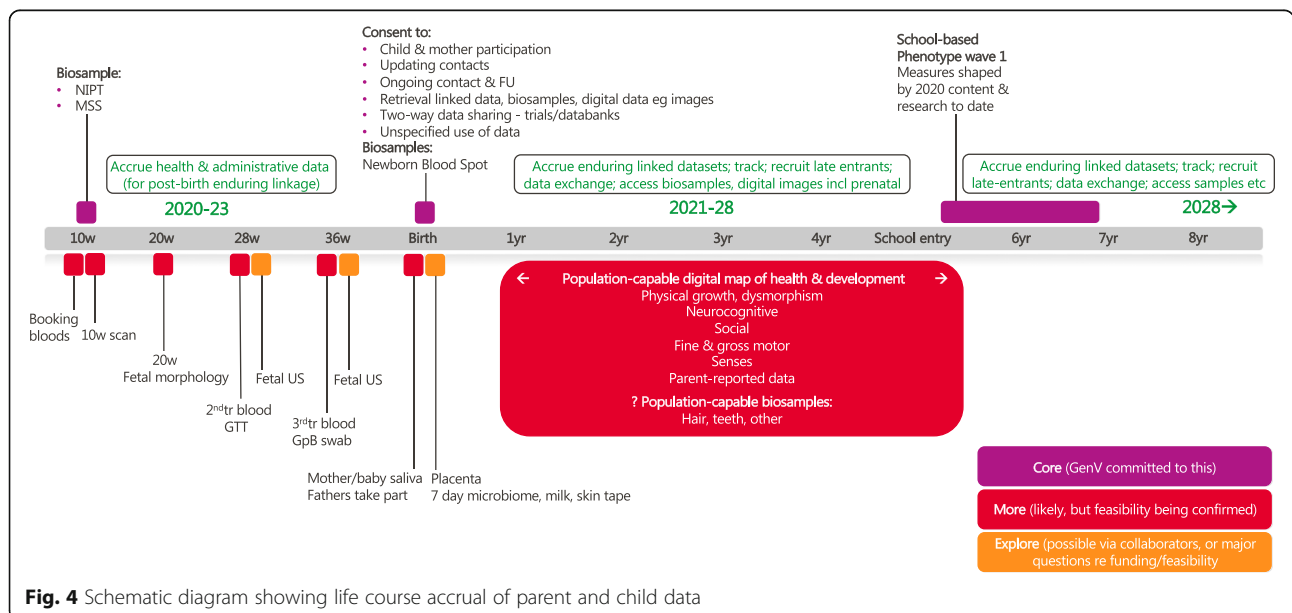 Biosample:
• NIPT
• MSS
Consent to:
• Child & mother participation
• Updating contacts
• Ongoing contact & FU
• Retrieval linked data, biosamples, digital data eg images
• Two-way data sharing - trials/databanks
• Unspecified use of data
Biosamples:
Newborn Blood Spot
School-based
Phenotype wave 1
Measures shaped
by 2020 content &
research to date
Accrue health & administrative data
(for post-birth enduring linkage)
Accrue enduring linked datasets; track; recruit late entrants;
data exchange; access biosamples, digital images incl prenatal
Accrue enduring linked datasets; track; recruit
late-entrants; data exchange; access samples etc
2020-23
2021-28
2028→
10w 20w 28w 36w Birth 1yr 2yr 3yr 4yr School entry 6yr 7yr 8yr
Booking
bloods
10w scan
20w
Fetal morphology
2ndtr blood
GTT
Fetal US
3rdtr blood
GpB swab
Fetal US
Mother/baby saliva
Fathers take part
Placenta
7 day microbiome, milk, skin tape
← Population-capable digital map of health & development →
Physical growth, dysmorphism
Neurocognitive
Social
Fine & gross motor
Senses
Parent-reported data
? Population-capable biosamples:
Hair, teeth, other
Core (GenV committed to this)
More (likely, but feasibility being confirmed)
Explore (possible via collaborators, or major
questions re funding/feasibility
Fig. 4 Schematic diagram showing life course accrual of parent and child data